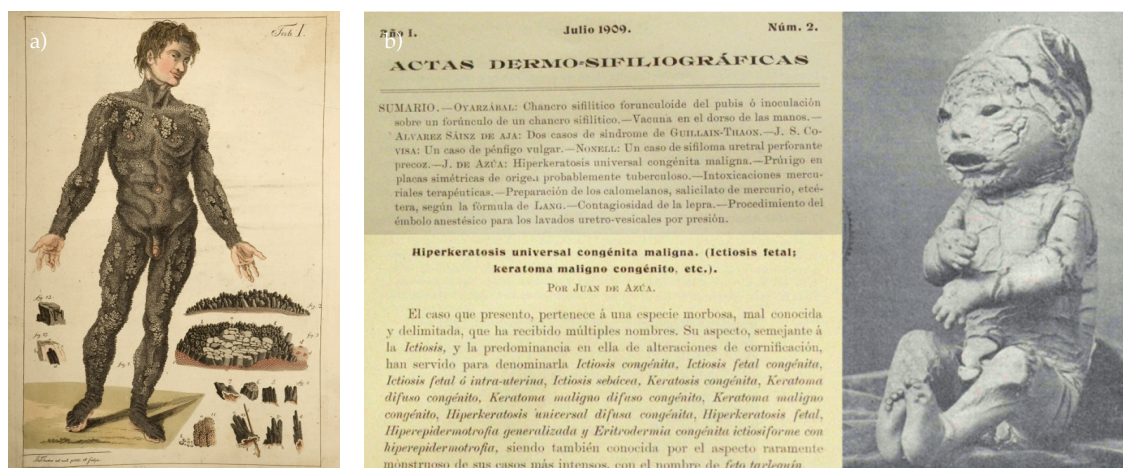 a)
Tab I.
fig. 1.
b)
Año I.
Julio 1909.
Núm. 2.
ACTAS DERMO-SIFILIOGRÁFICAS
SUMARIO.—OYARZÁBAL: Chancro sifilítico forunculoide del pubis ó inoculación
sobre un forúnculo de un chancro sifilítico.—Vacuna en el dorso de las manos.—
ALVAREZ SÁINZ DE AJA: Dos casos de síndrome de GUILLAIN-THAON.—J. S. CO-
VISA: Un caso de pénfigo vulgar.—NONELL: Un caso de sifiloma uretral perforante
precoz.—J. DE AZÚA: Hiperkeratosis universal congénita maligna.—Prúrigo en
placas simétricas de origen probablemente tuberculoso.—Intoxicaciones mercu-
riales terapéuticas.—Preparación de los calomelanos, salicilato de mercurio, etcé-
tera, según la fórmula de LANG.—Contagiosidad de la lepra.—Procedimiento del
émbolo anestésico para los lavados uretro-vesicales por presión.
Hiperkeratosis universal congénita maligna. (Ictiosis fetal;
keratoma maligno congénito, etc.).
POR JUAN DE AZÚA.
El caso que presento, pertenece á una especie morbosa, mal conocida
y delimitada, que ha recibido múltiples nombres. Su aspecto, semejante á
la Ictiosis, y la predominancia en ella de alteraciones de cornificación,
han servido para denominarla Ictiosis congénita, Ictiosis fetal congénita,
Ictiosis fetal ó intra-uterina, Ictiosis sebácea, Keratosis congénita, Keratoma
difuso congénito, Keratoma maligno difuso congénito, Keratoma maligno
congénito, Hiperkeratosis universal difusa congénita, Hiperkeratosis fetal,
Hiperepidermotrofia generalizada y Eritrodermia congénita ictiosiforme con
hiperepidermotrofia, siendo también conocida por el aspecto raramente
monstruoso de sus casos más intensos, con el nombre de feto tarlequín